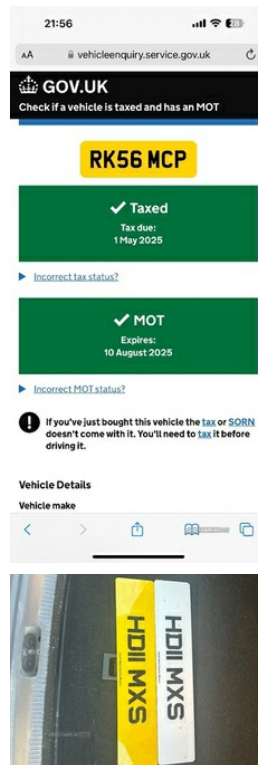 21:56
AA vehicleenquiry.service.gov.uk
GOV.UK
Check if a vehicle is taxed and has an MOT
RK56 MCP
✓ Taxed
Tax due:
1 May 2025
Incorrect tax status?
✓ MOT
Expires:
10 August 2025
Incorrect MOT status?
! If you've just bought this vehicle the tax or SORN
doesn't come with it. You'll need to tax it before
driving it.
Vehicle Details
Vehicle make
HD11 MXS
HD11 MXS